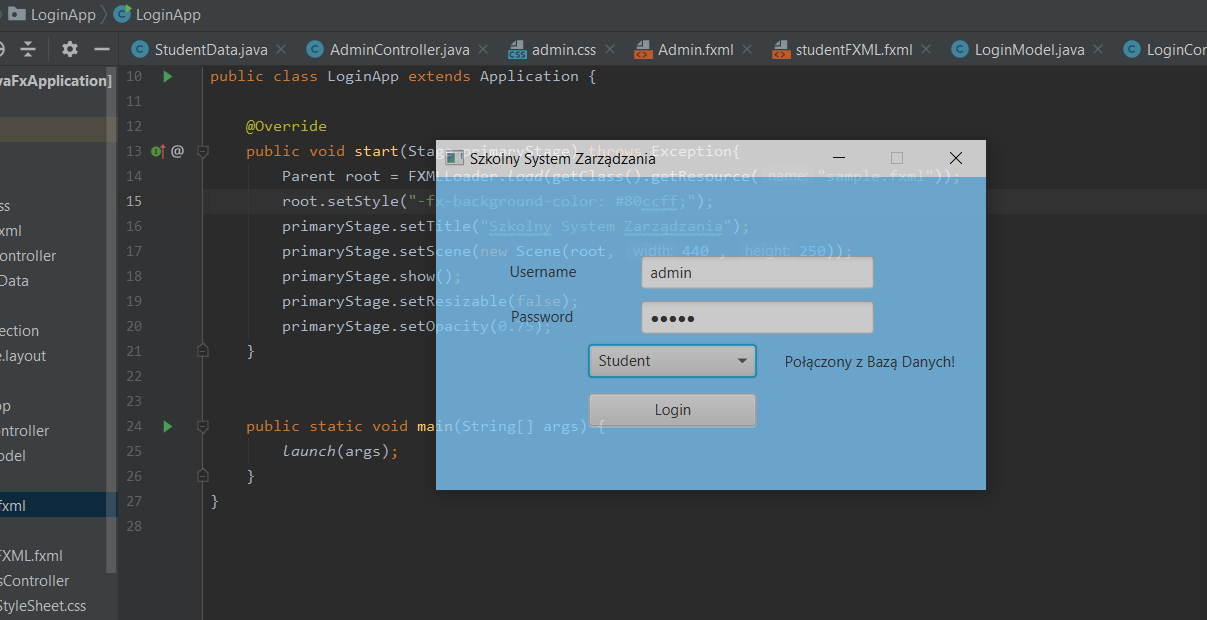 LoginApp LoginApp
StudentData.java AdminController.java admin.css Admin.fxml studentFXML.fxml LoginModel.java LoginCor
vaFxApplication]
10 public class LoginApp extends Application {
11
12 @Override
13 public void start(Stage primaryStage) throws Exception{
14 Parent root = FXMLLoader.load(getClass().getResource( name: "sample.fxml"));
15 root.setStyle("-fx-background-color: #80ccff;");
16 primaryStage.setTitle("Szkolny System Zarządzania");
17 primaryStage.setScene(new Scene(root, width: 440 , height: 250));
18 primaryStage.show();
19 primaryStage.setResizable(false);
20 primaryStage.setOpacity(0.75);
21 }
22
23
24 public static void main(String[] args) {
25 launch(args);
26 }
27 }
28
ss
xml
ontroller
Data
ection
e.layout
op
ntroller
odel
fxml
FXML.fxml
sController
StyleSheet.css
Szkolny System Zarządzania
Username admin
Password ●●●●●
Student Połączony z Bazą Danych!
Login